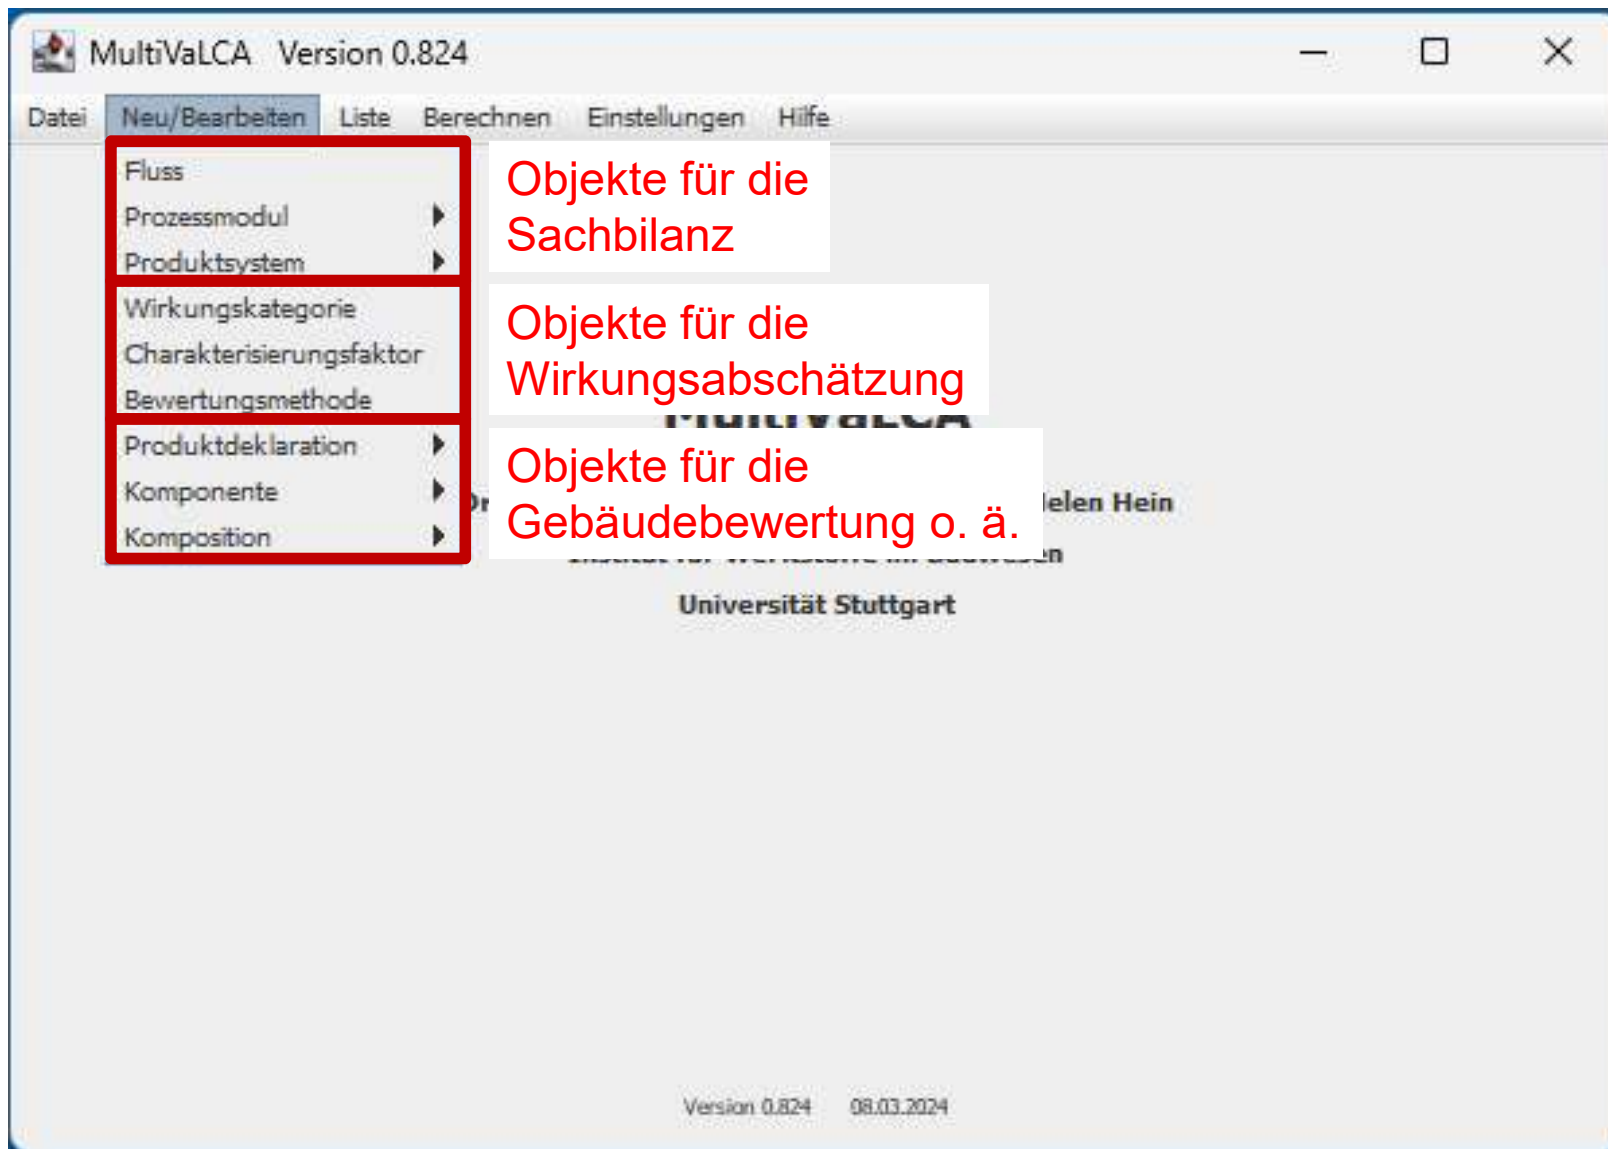 MultiVaLCA Version 0.824
Datei Neu/Bearbeiten Liste Berechnen Einstellungen Hilfe
Fluss
Prozessmodul
Produktsystem
Objekte für die
Sachbilanz
Wirkungskategorie
Charakterisierungsfaktor
Bewertungsmethode
Objekte für die
Wirkungsabschätzung
MultiVaLCA
Produktdeklaration
Komponente
Komposition
Objekte für die
Gebäudebewertung o. ä.
Hein
Universität Stuttgart
Version 0.824 08.03.2024